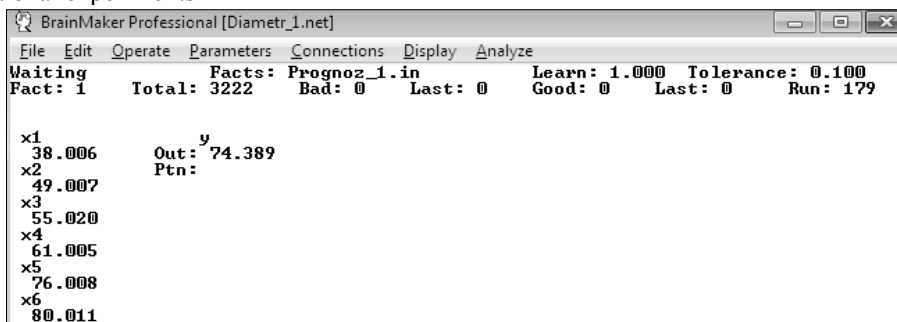 BrainMaker Professional [Diametr_1.net]
File Edit Operate Parameters Connections Display Analyze
Waiting Facts: Prognoz_1.in Learn: 1.000 Tolerance: 0.100
Fact: 1 Total: 3222 Bad: 0 Last: 0 Good: 0 Last: 0 Run: 179
x1 y
38.006 Out: 74.389
x2 Ptn:
49.007
x3
55.020
x4
61.005
x5
76.008
x6
80.011